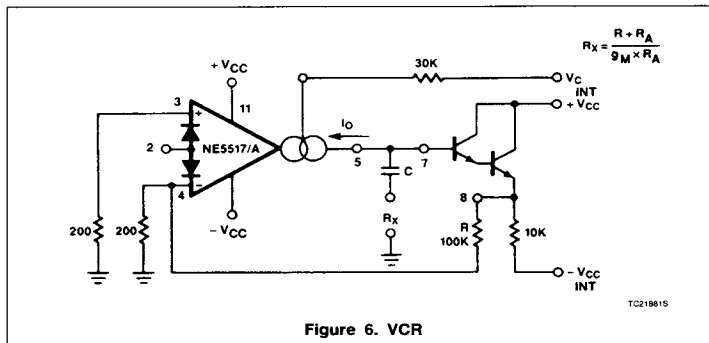 R + R_A
R_X = ———
g_M × R_A
30K
V_C
INT
+ V_CC
+ V_CC
3
11
+
I_O
2
NE5517/A
5
7
C
4
−
8
− V_CC
R_X
200
200
R
100K
10K
− V_CC
INT
TC21881S
Figure 6. VCR